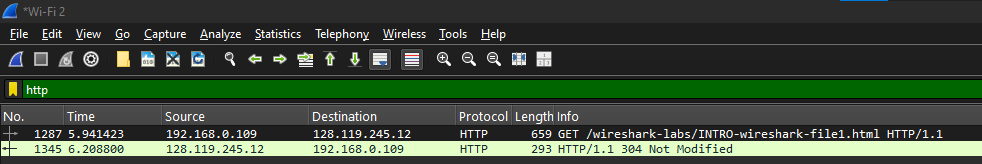 *Wi-Fi 2
File Edit View Go Capture Analyze Statistics Telephony Wireless Tools Help
http
No. Time Source Destination Protocol Length Info
1287 5.941423 192.168.0.109 128.119.245.12 HTTP 659 GET /wireshark-labs/INTRO-wireshark-file1.html HTTP/1.1
1345 6.208800 128.119.245.12 192.168.0.109 HTTP 293 HTTP/1.1 304 Not Modified